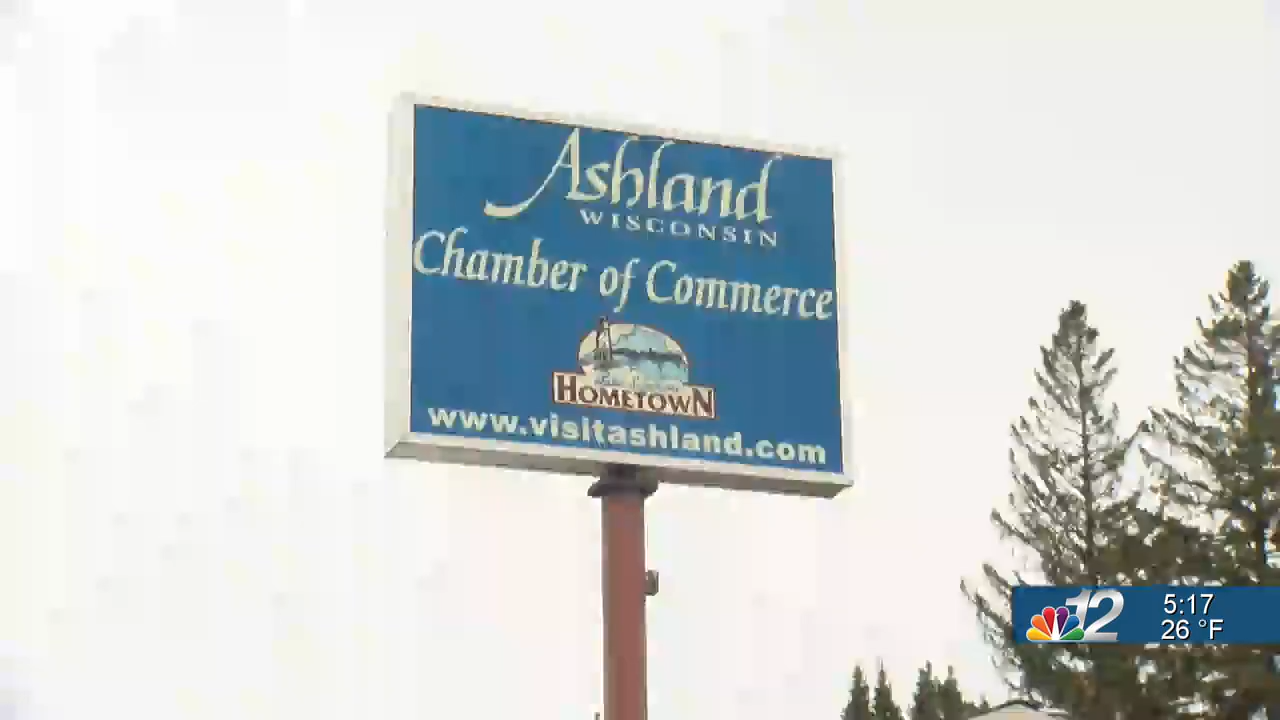 Ashland
WISCONSIN
Chamber of Commerce
HOMETOWN
www.visitashland.com
12
5:17
26 °F